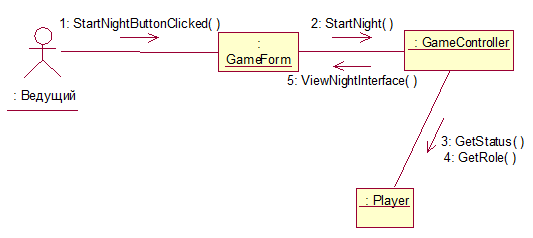 1: StartNightButtonClicked( )
2: StartNight( )
:
GameForm
: GameController
5: ViewNightInterface( )
: Ведущий
3: GetStatus( )
4: GetRole( )
: Player